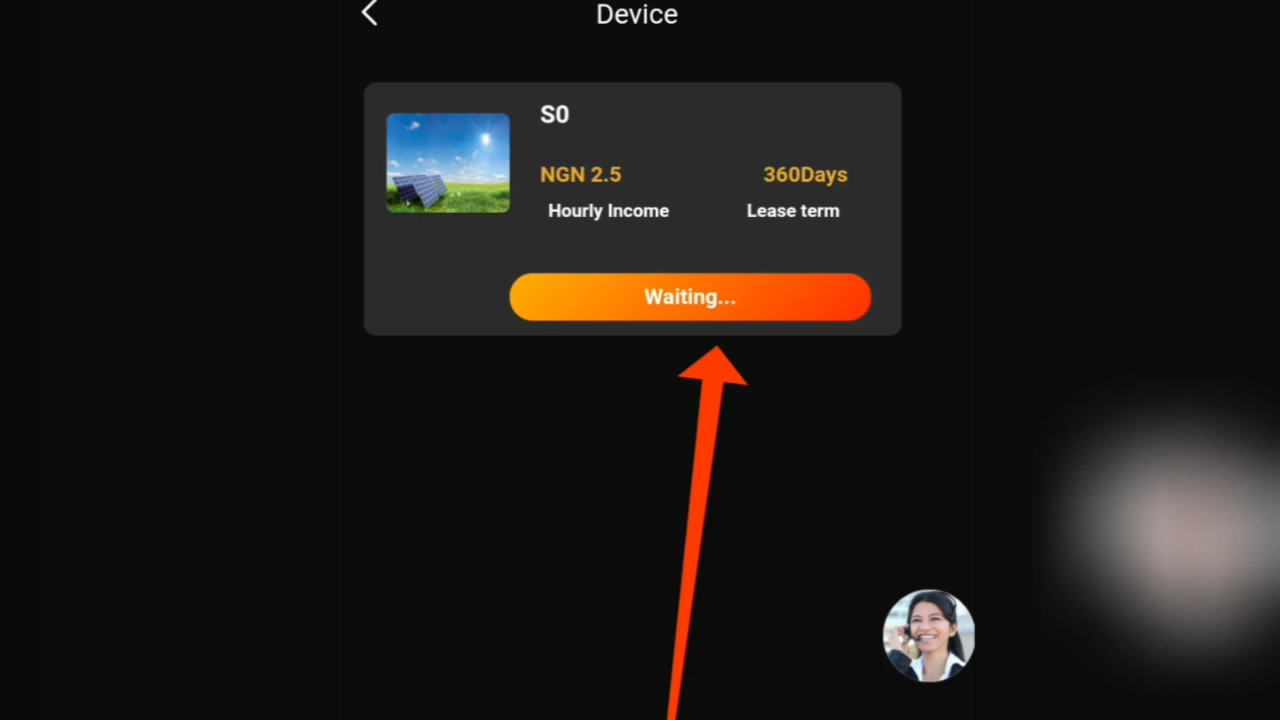 Device
S0
NGN 2.5
360Days
Hourly Income
Lease term
Waiting...